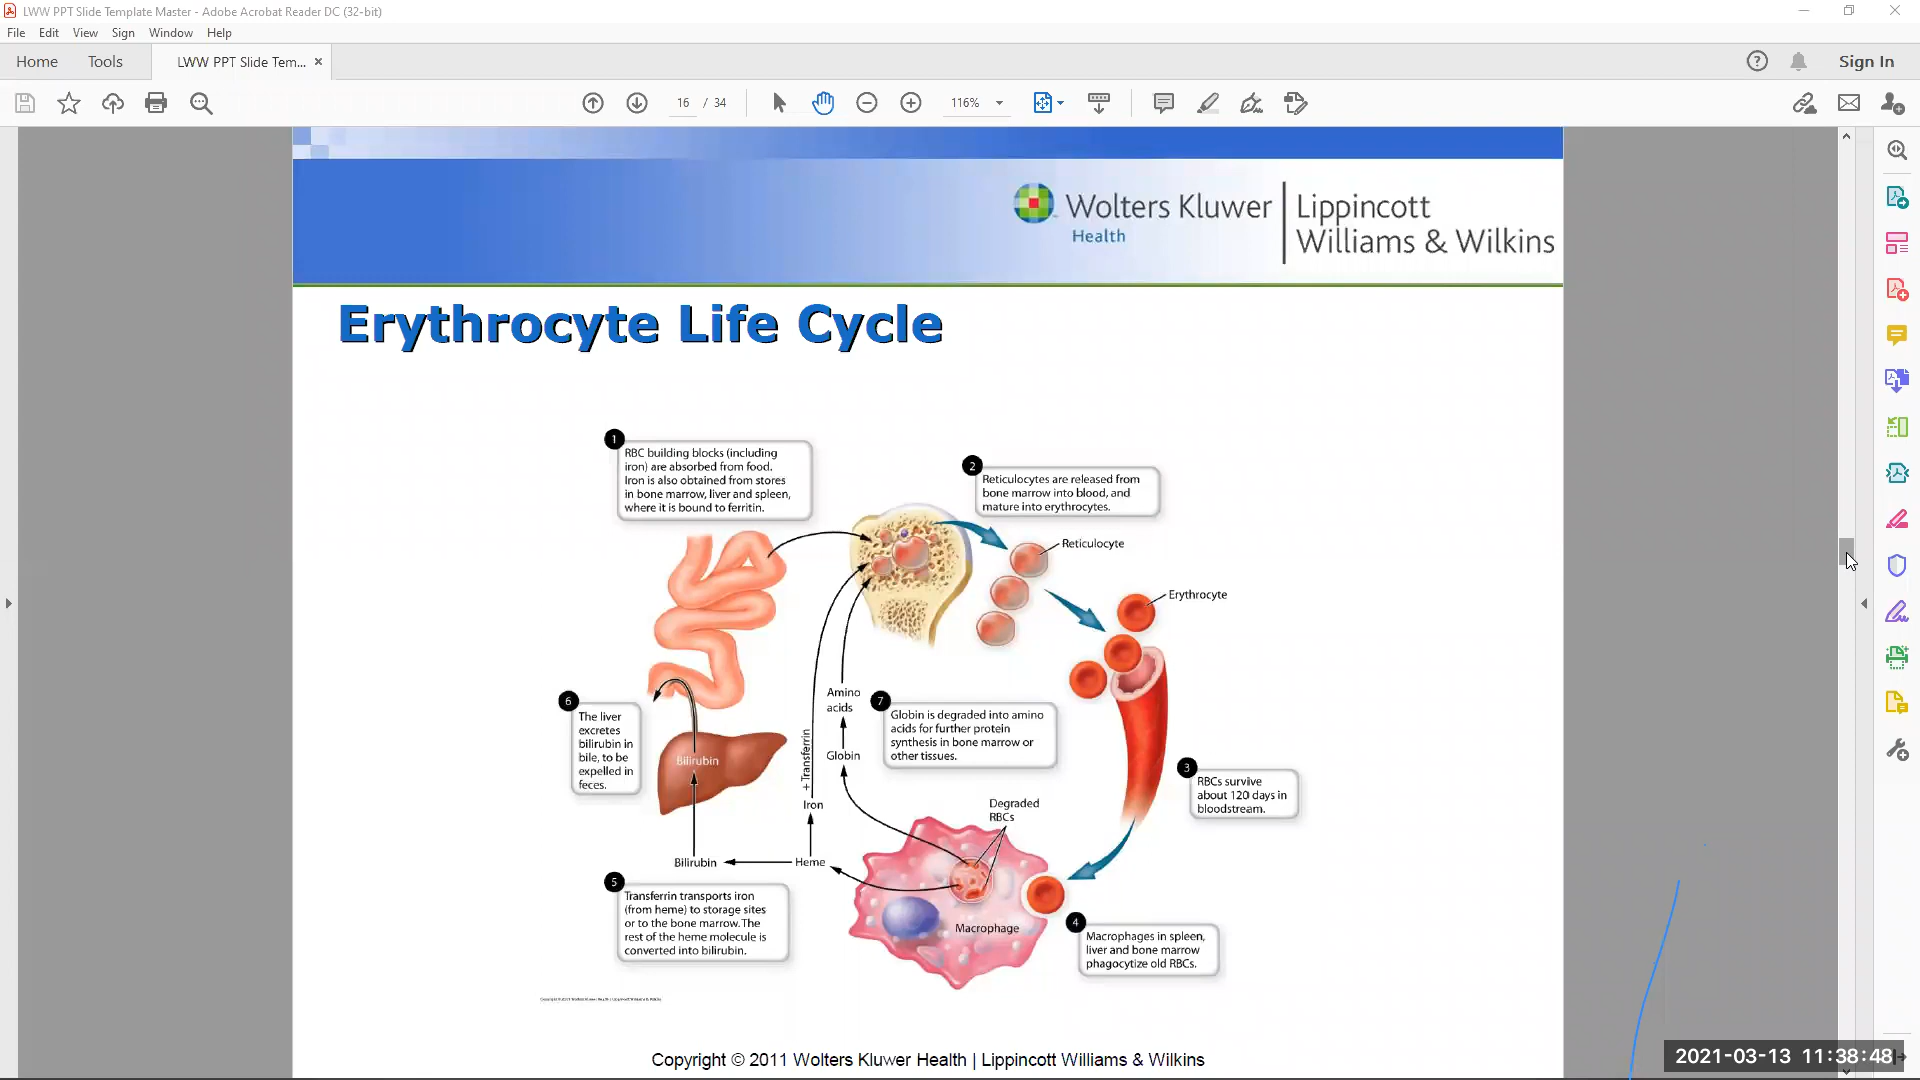 LWW PPT Slide Template Master - Adobe Acrobat Reader DC (32-bit)
File Edit View Sign Window Help
Home Tools LWW PPT Slide Tem... × Sign In
16 / 34 116%
Wolters Kluwer
Health
Lippincott
Williams & Wilkins
Erythrocyte Life Cycle
1
RBC building blocks (including
iron) are absorbed from food.
Iron is also obtained from stores
in bone marrow, liver and spleen,
where it is bound to ferritin.
2
Reticulocytes are released from
bone marrow into blood, and
mature into erythrocytes.
Reticulocyte
Erythrocyte
3
RBCs survive
about 120 days in
bloodstream.
4
Macrophages in spleen,
liver and bone marrow
phagocytize old RBCs.
Degraded
RBCs
Macrophage
5
Transferrin transports iron
(from heme) to storage sites
or to the bone marrow. The
rest of the heme molecule is
converted into bilirubin.
Heme
Bilirubin
Iron
+ Transferrin
6
The liver
excretes
bilirubin in
bile, to be
expelled in
feces.
Bilirubin
7
Globin is degraded into amino
acids for further protein
synthesis in bone marrow or
other tissues.
Amino
acids
Globin
Copyright © 2011 Wolters Kluwer Health | Lippincott Williams & Wilkins
2021-03-13 11:38:48